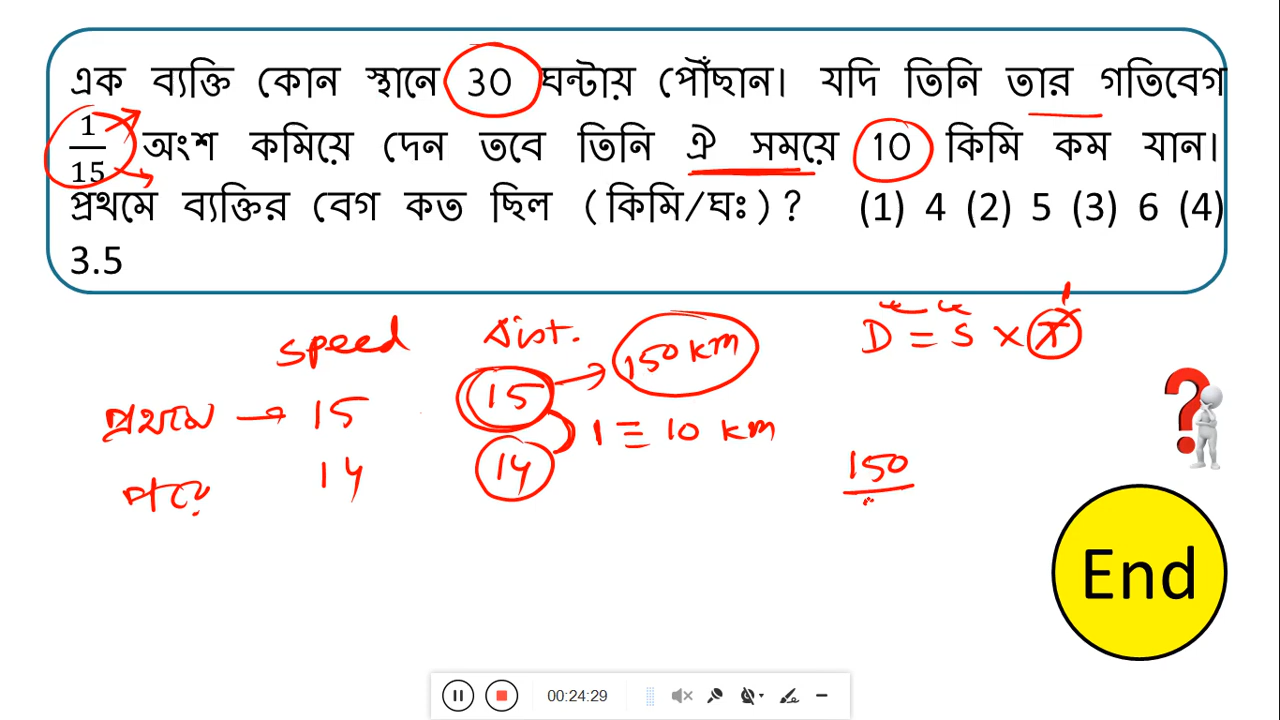 এক ব্যক্তি কোন স্থানে 30 ঘন্টায় পৌঁছান। যদি তিনি তার গতিবেগ
1/15 অংশ কমিয়ে দেন তবে তিনি ঐ সময়ে 10 কিমি কম যান।
প্রথমে ব্যক্তির বেগ কত ছিল (কিমি/ঘঃ)? (1) 4 (2) 5 (3) 6 (4)
3.5
speed Dist. D = S × T
1
প্রথমে → 15 15 → 150 km
1 ≡ 10 km
পরে 14 14
150
End
00:24:29